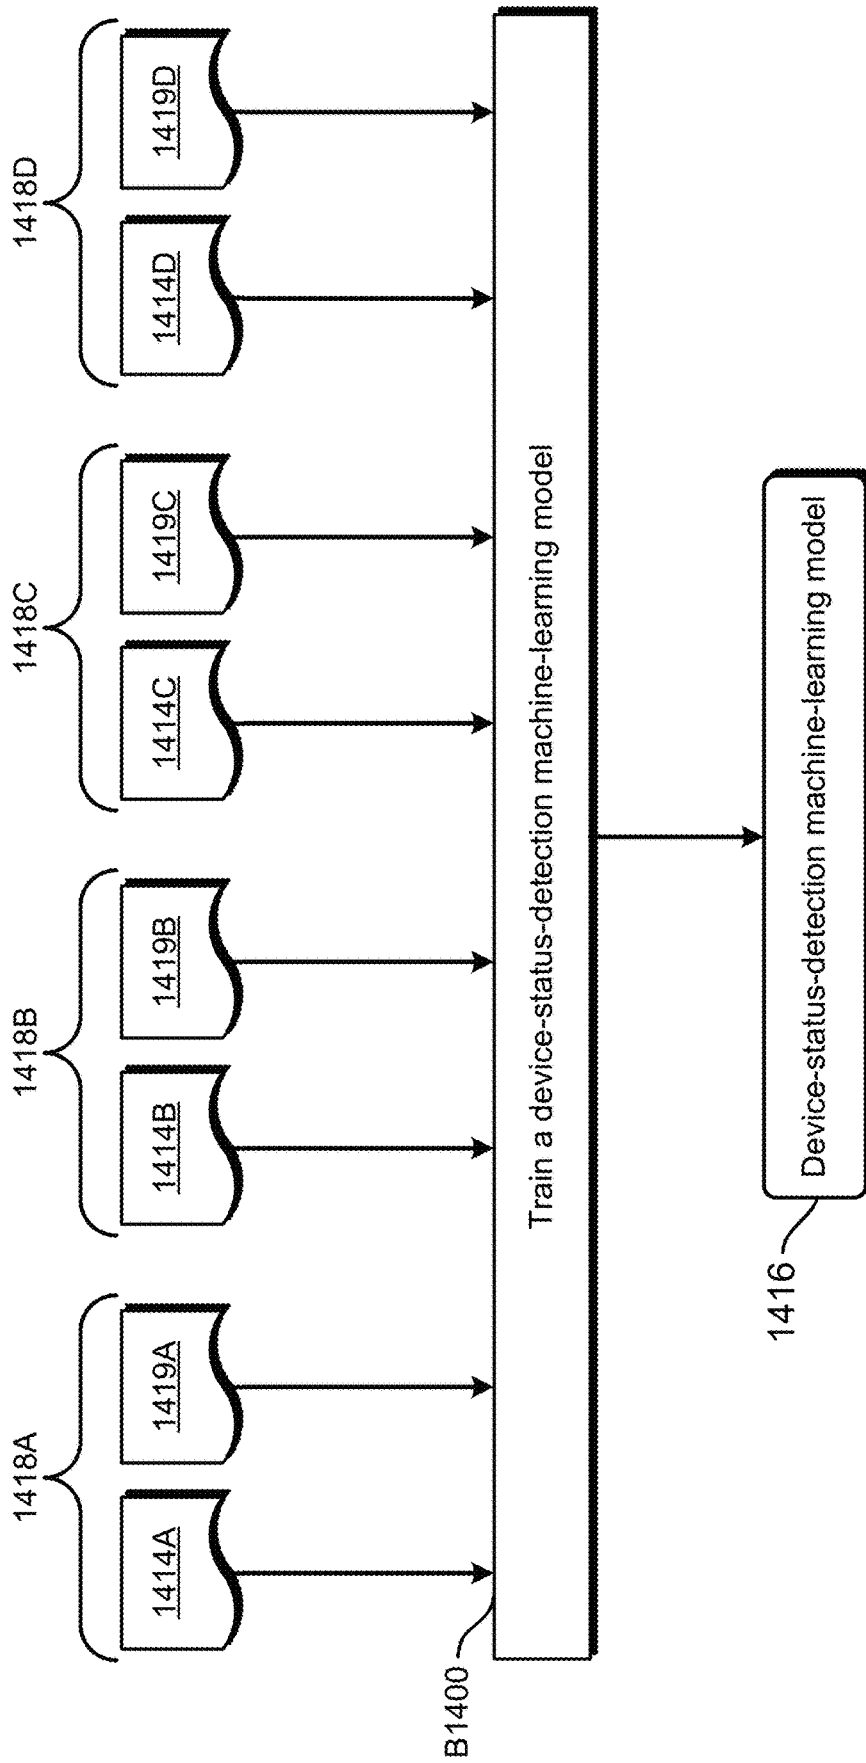 1418A
1418B
1418C
1418D
1414A
1419A
1414B
1419B
1414C
1419C
1414D
1419D
B1400
Train a device-status-detection machine-learning model
1416
Device-status-detection machine-learning model